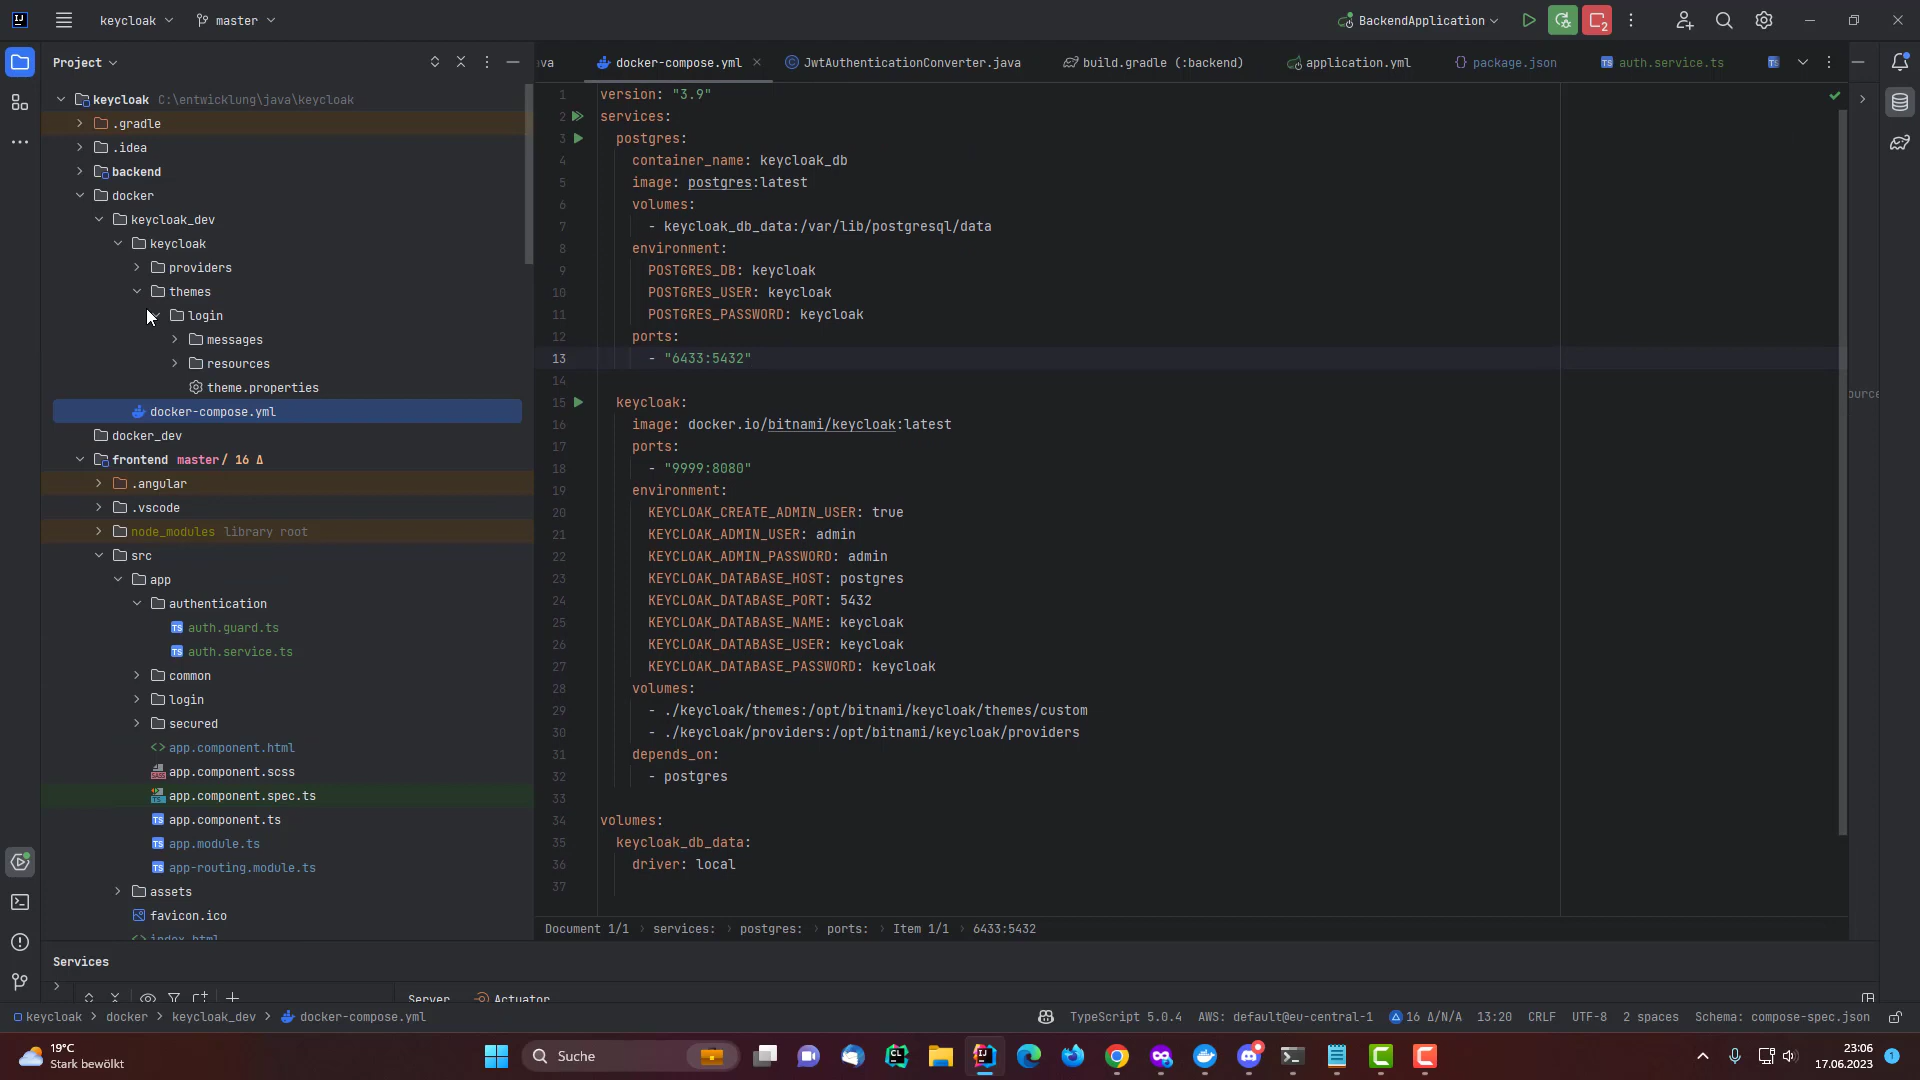 keycloak
master
BackendApplication
2
Project
ava
docker-compose.yml
JwtAuthenticationConverter.java
build.gradle (:backend)
application.yml
package.json
auth.service.ts
keycloak C:\entwicklung\java\keycloak
.gradle
.idea
backend
docker
keycloak_dev
keycloak
providers
themes
login
messages
resources
theme.properties
docker-compose.yml
docker_dev
frontend master / 16 Δ
.angular
.vscode
node_modules library root
src
app
authentication
auth.guard.ts
auth.service.ts
common
login
secured
app.component.html
app.component.scss
app.component.spec.ts
app.component.ts
app.module.ts
app-routing.module.ts
assets
favicon.ico
index.html
1 version: "3.9"
2 services:
3 postgres:
4 container_name: keycloak_db
5 image: postgres:latest
6 volumes:
7 - keycloak_db_data:/var/lib/postgresql/data
8 environment:
9 POSTGRES_DB: keycloak
10 POSTGRES_USER: keycloak
11 POSTGRES_PASSWORD: keycloak
12 ports:
13 - "6433:5432"
14
15 keycloak:
16 image: docker.io/bitnami/keycloak:latest
17 ports:
18 - "9999:8080"
19 environment:
20 KEYCLOAK_CREATE_ADMIN_USER: true
21 KEYCLOAK_ADMIN_USER: admin
22 KEYCLOAK_ADMIN_PASSWORD: admin
23 KEYCLOAK_DATABASE_HOST: postgres
24 KEYCLOAK_DATABASE_PORT: 5432
25 KEYCLOAK_DATABASE_NAME: keycloak
26 KEYCLOAK_DATABASE_USER: keycloak
27 KEYCLOAK_DATABASE_PASSWORD: keycloak
28 volumes:
29 - ./keycloak/themes:/opt/bitnami/keycloak/themes/custom
30 - ./keycloak/providers:/opt/bitnami/keycloak/providers
31 depends_on:
32 - postgres
33
34 volumes:
35 keycloak_db_data:
36 driver: local
37
ource
Document 1/1 › services: › postgres: › ports: › Item 1/1 › 6433:5432
Services
Server
Actuator
keycloak > docker > keycloak_dev > docker-compose.yml
TypeScript 5.0.4 AWS: default@eu-central-1 16 Δ/N/A 13:20 CRLF UTF-8 2 spaces Schema: compose-spec.json
19°C
Stark bewölkt
Suche
23:06
17.06.2023
1